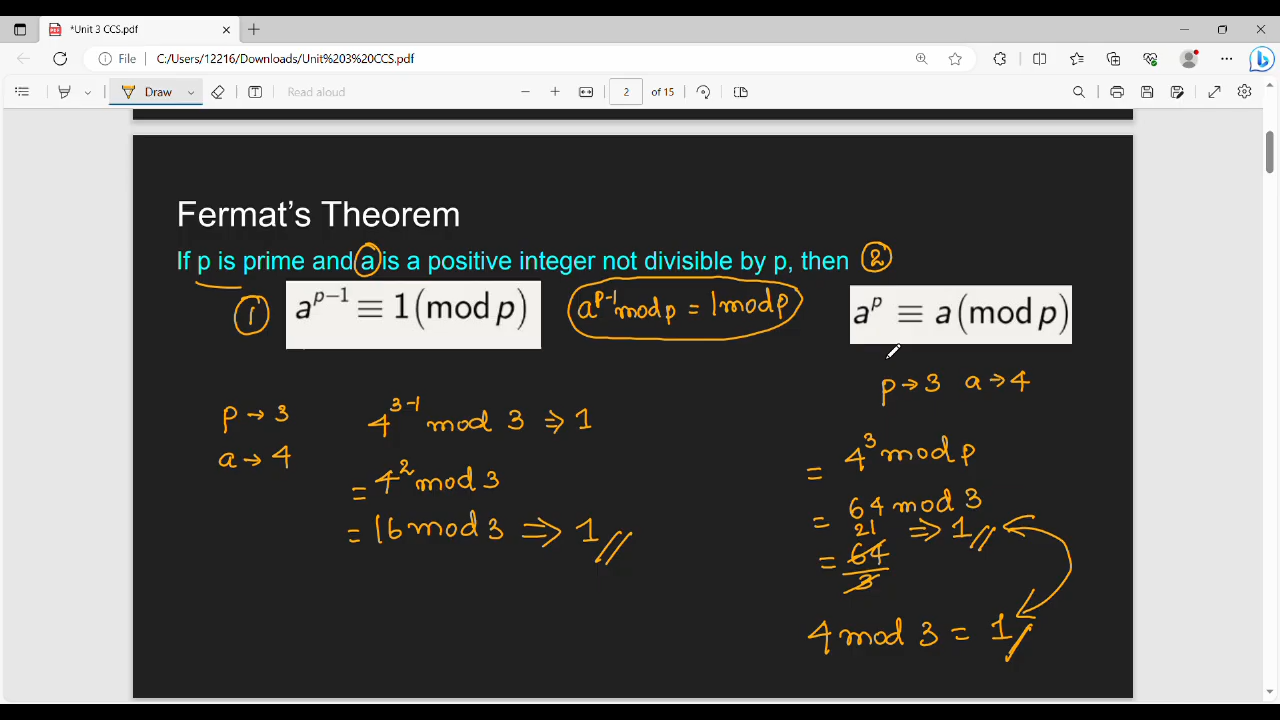 *Unit 3 CCS.pdf
File C:/Users/12216/Downloads/Unit%203%20CCS.pdf
Draw Read aloud 2 of 15
Fermat's Theorem
If p is prime and a is a positive integer not divisible by p, then ②
① a^{p−1} ≡ 1 (mod p) a^{p-1} mod p = 1 mod p a^p ≡ a (mod p)
p → 3 a → 4
p → 3 4^{3-1} mod 3 ⇒ 1
a → 4
= 4^3 mod p
= 4^2 mod 3
= 64 mod 3
= 16 mod 3 ⇒ 1 //
21 ⇒ 1 //
= 64/3
4 mod 3 = 1 //